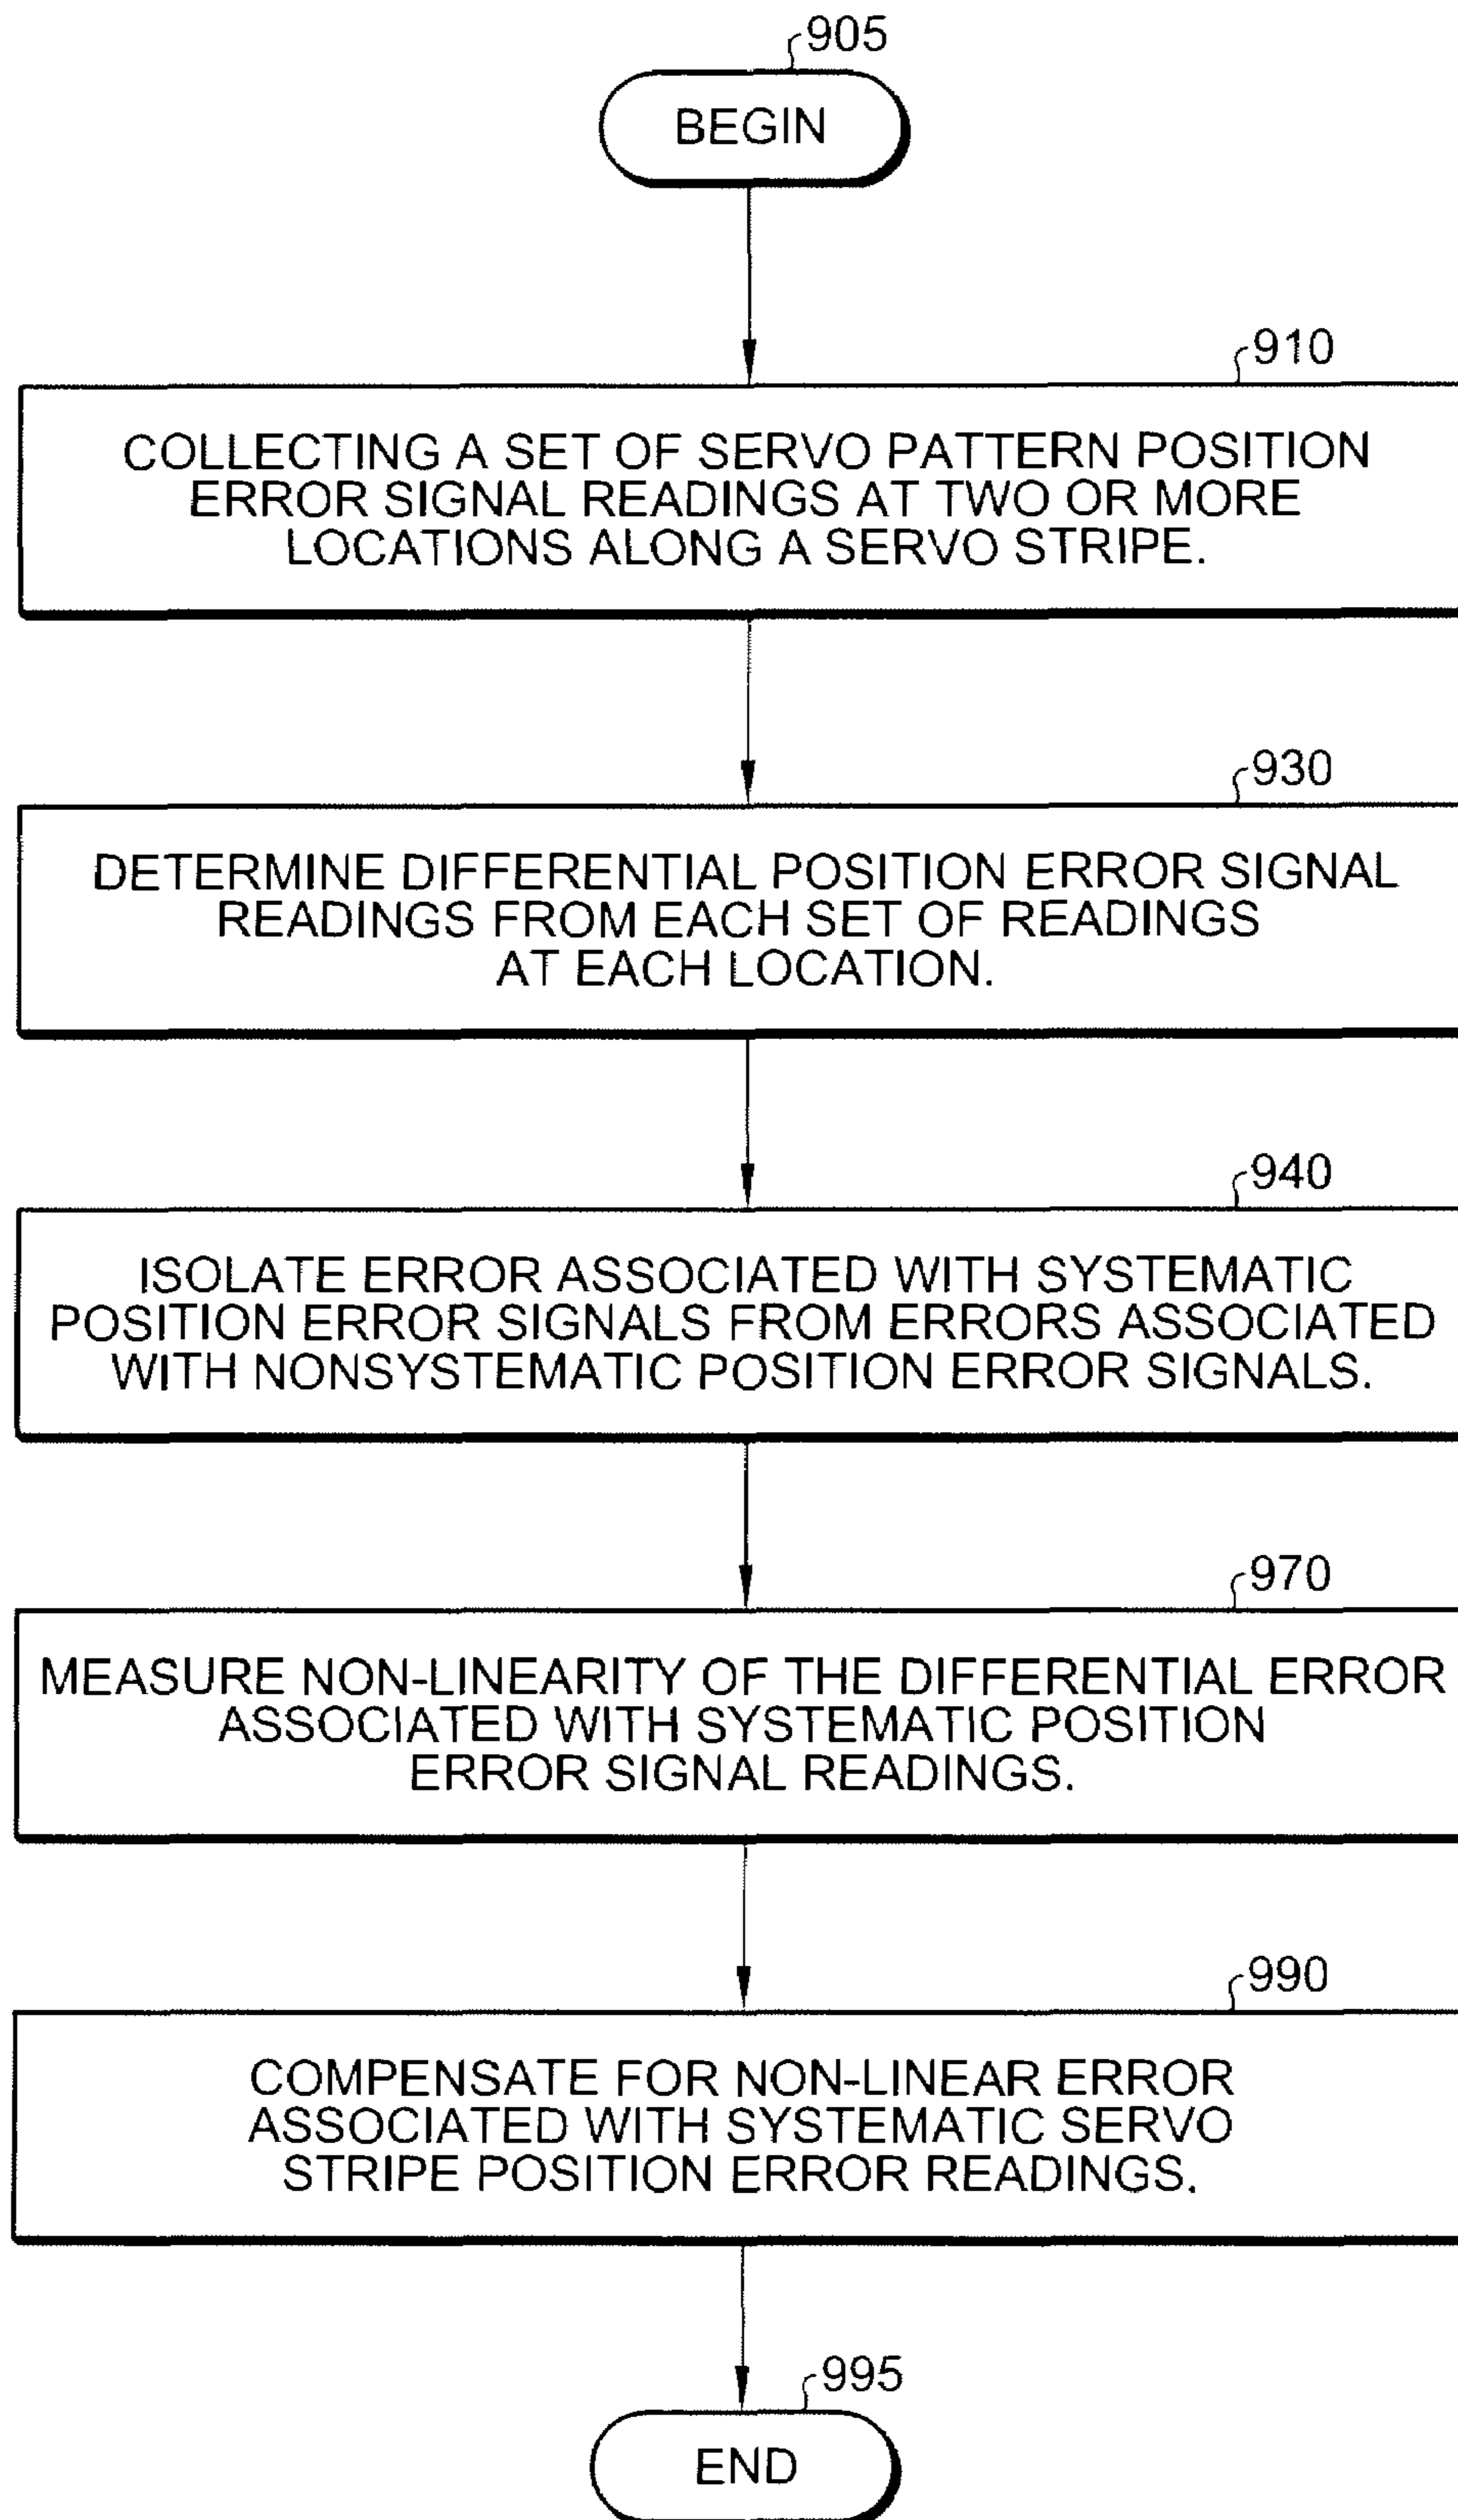 905
BEGIN
910
COLLECTING A SET OF SERVO PATTERN POSITION
ERROR SIGNAL READINGS AT TWO OR MORE
LOCATIONS ALONG A SERVO STRIPE.
930
DETERMINE DIFFERENTIAL POSITION ERROR SIGNAL
READINGS FROM EACH SET OF READINGS
AT EACH LOCATION.
940
ISOLATE ERROR ASSOCIATED WITH SYSTEMATIC
POSITION ERROR SIGNALS FROM ERRORS ASSOCIATED
WITH NONSYSTEMATIC POSITION ERROR SIGNALS.
970
MEASURE NON-LINEARITY OF THE DIFFERENTIAL ERROR
ASSOCIATED WITH SYSTEMATIC POSITION
ERROR SIGNAL READINGS.
990
COMPENSATE FOR NON-LINEAR ERROR
ASSOCIATED WITH SYSTEMATIC SERVO
STRIPE POSITION ERROR READINGS.
995
END